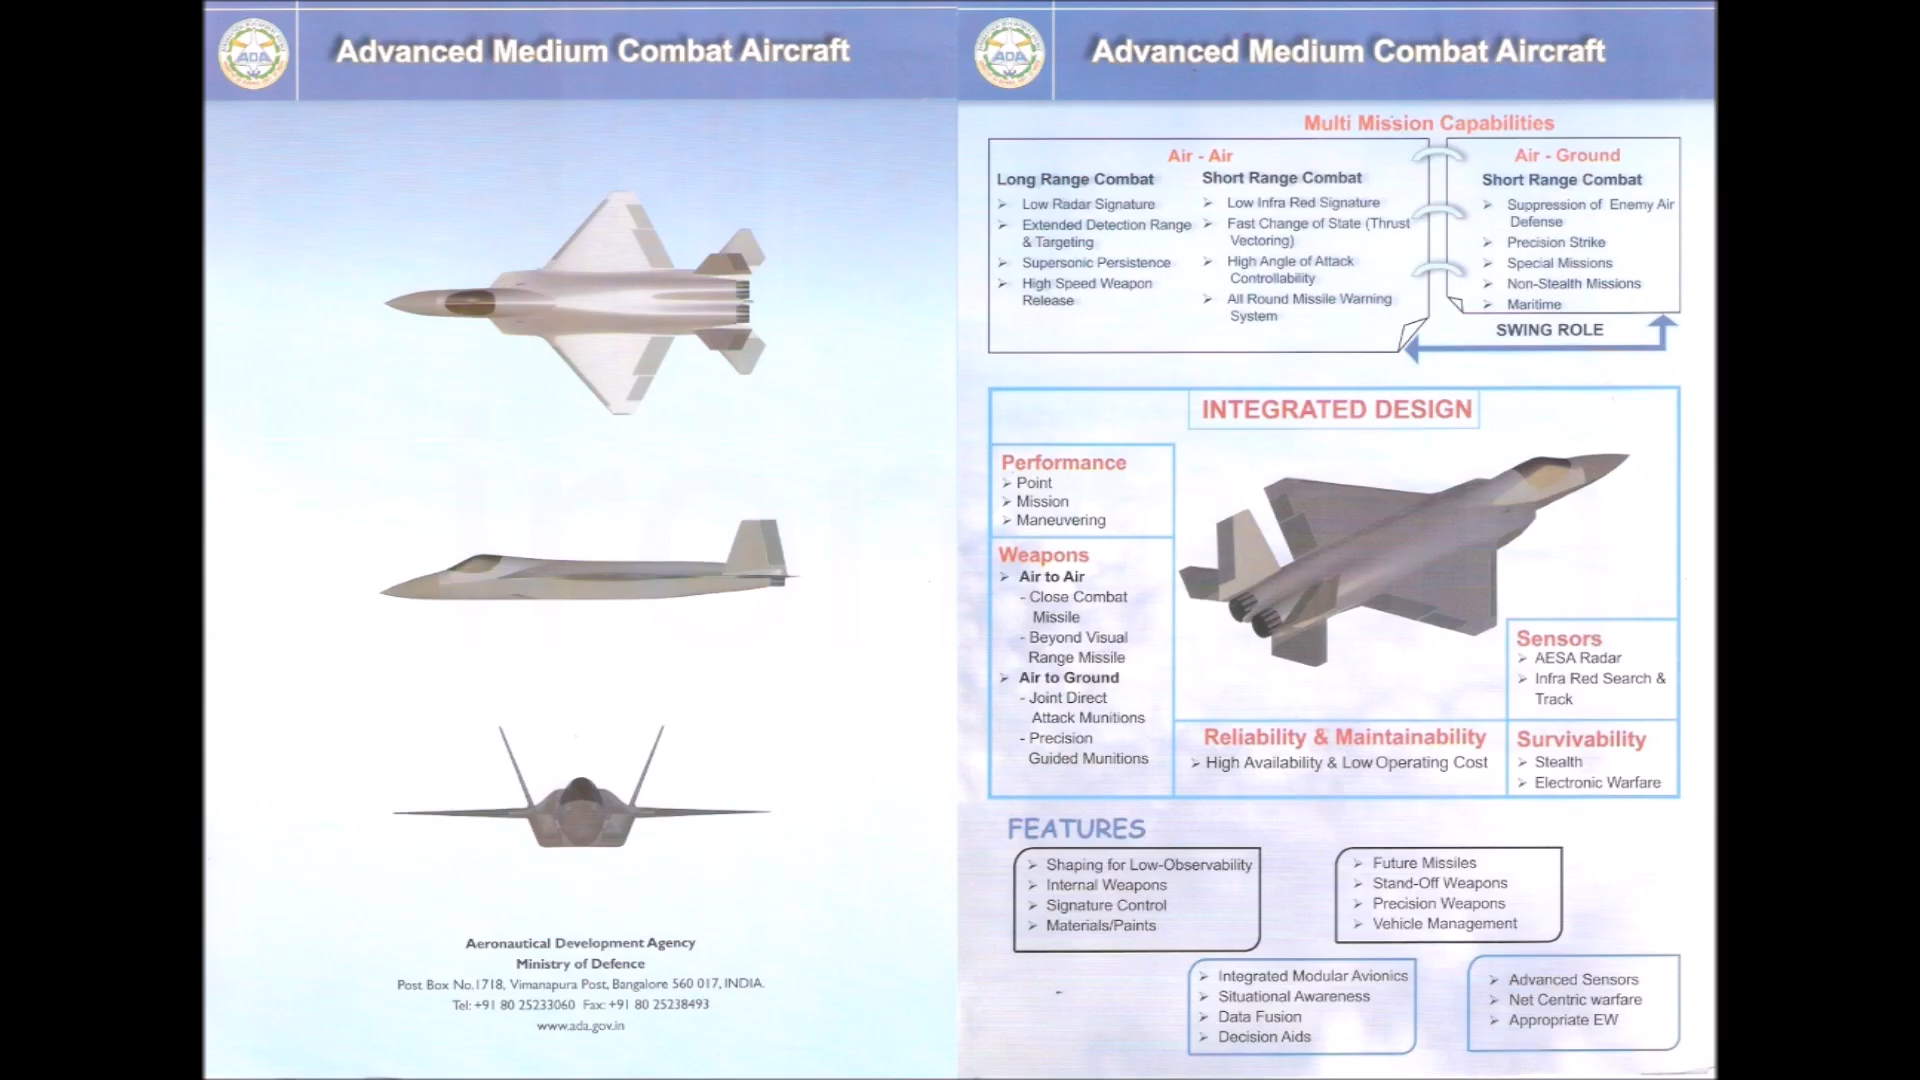 Advanced Medium Combat Aircraft
ADA
Aeronautical Development Agency
Ministry of Defence
Post Box No.1718, Vimanapura Post, Bangalore 560 017, INDIA.
Tel: +91 80 25233060 Fax: +91 80 25238493
www.ada.gov.in
Advanced Medium Combat Aircraft
ADA
Multi Mission Capabilities
Air - Air
Long Range Combat
Low Radar Signature
Extended Detection Range
& Targeting
Supersonic Persistence
High Speed Weapon
Release
Short Range Combat
Low Infra Red Signature
Fast Change of State (Thrust
Vectoring)
High Angle of Attack
Controllability
All Round Missile Warning
System
Air - Ground
Short Range Combat
Suppression of Enemy Air
Defense
Precision Strike
Special Missions
Non-Stealth Missions
Maritime
SWING ROLE
INTEGRATED DESIGN
Performance
Point
Mission
Maneuvering
Weapons
Air to Air
- Close Combat
Missile
- Beyond Visual
Range Missile
Air to Ground
- Joint Direct
Attack Munitions
- Precision
Guided Munitions
Sensors
AESA Radar
Infra Red Search &
Track
Reliability & Maintainability
High Availability & Low Operating Cost
Survivability
Stealth
Electronic Warfare
FEATURES
Shaping for Low-Observability
Internal Weapons
Signature Control
Materials/Paints
Future Missiles
Stand-Off Weapons
Precision Weapons
Vehicle Management
Integrated Modular Avionics
Situational Awareness
Data Fusion
Decision Aids
Advanced Sensors
Net Centric warfare
Appropriate EW